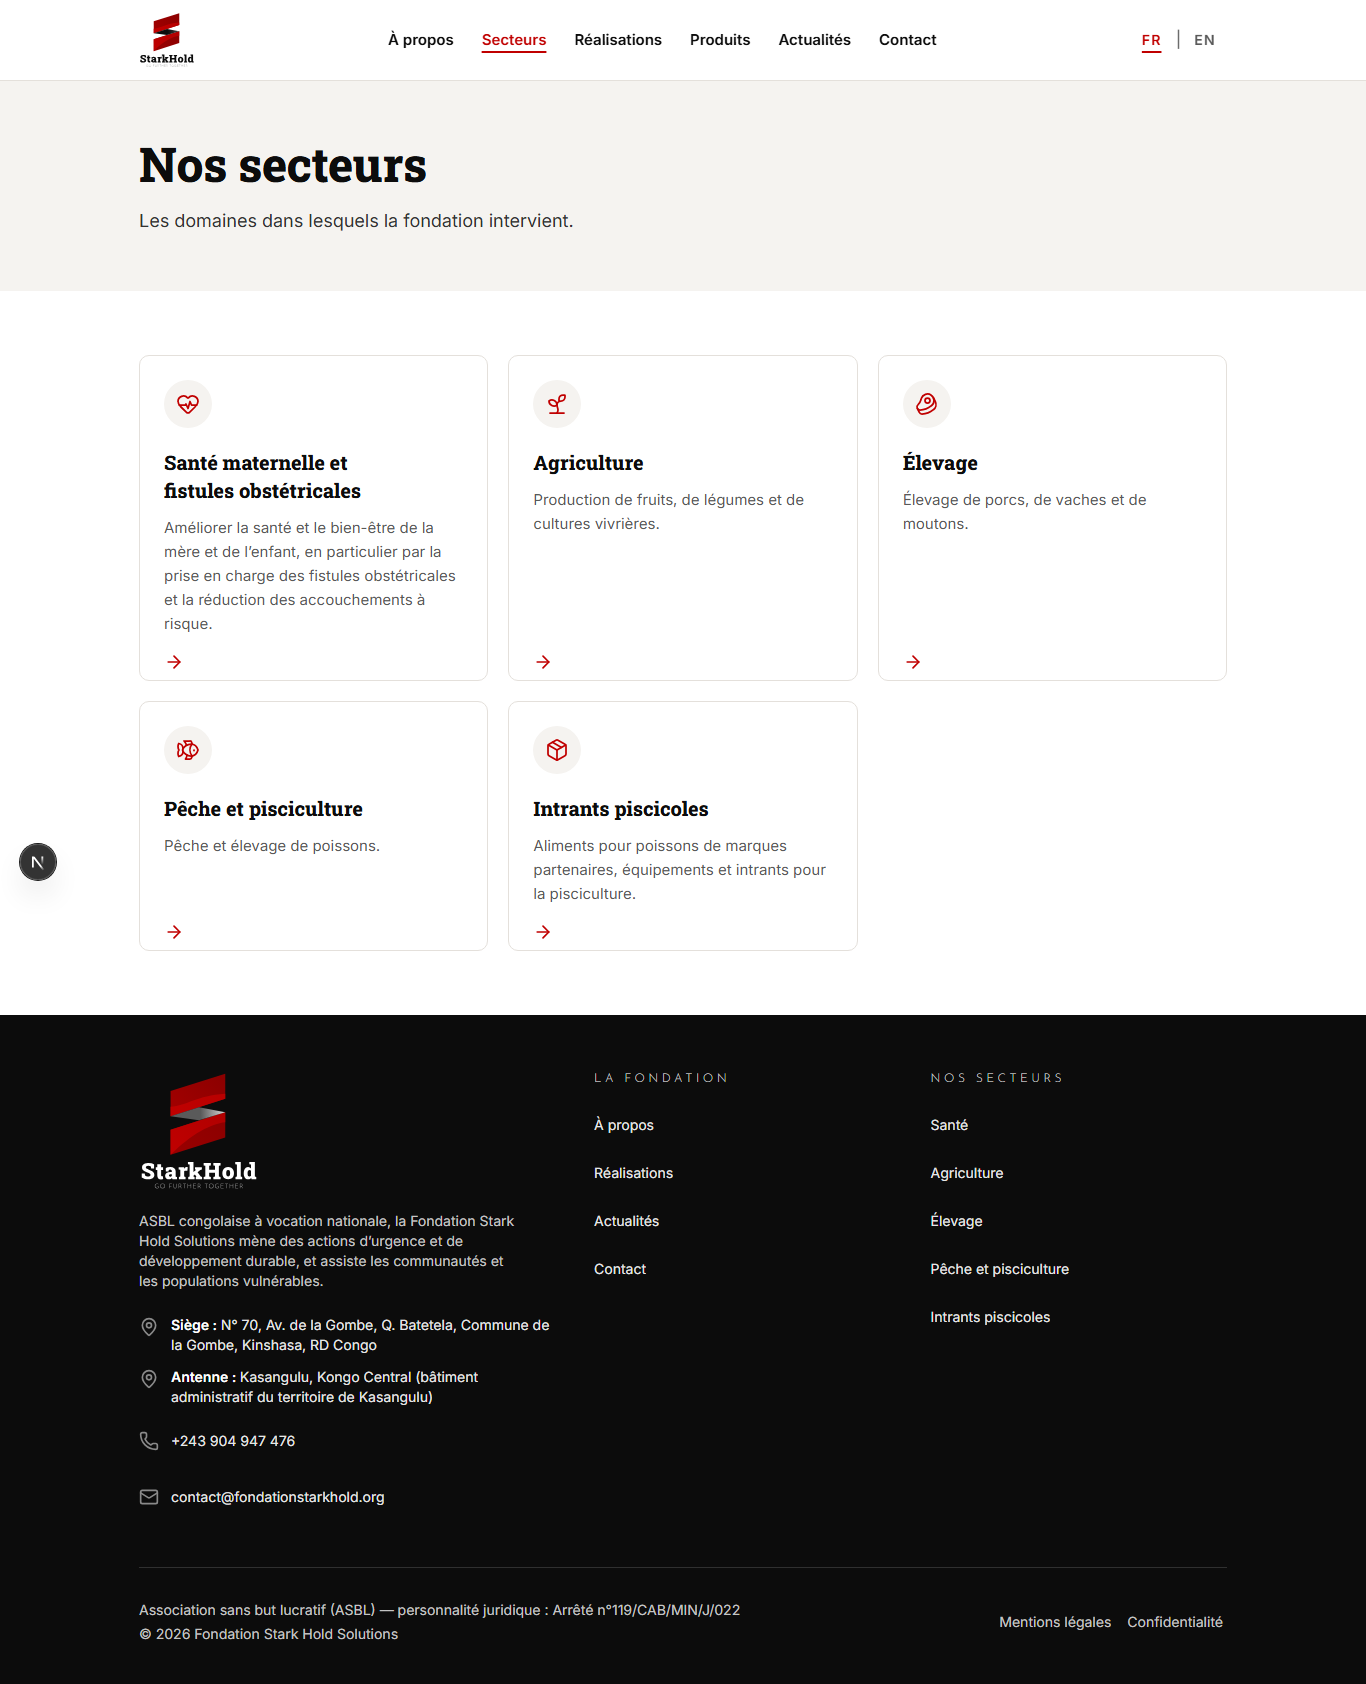 StarkHold
À propos
Secteurs
Réalisations
Produits
Actualités
Contact
FR | EN
Nos secteurs
Les domaines dans lesquels la fondation intervient.
Santé maternelle et
fistules obstétricales
Améliorer la santé et le bien-être de la
mère et de l’enfant, en particulier par la
prise en charge des fistules obstétricales
et la réduction des accouchements à
risque.
Agriculture
Production de fruits, de légumes et de
cultures vivrières.
Élevage
Élevage de porcs, de vaches et de
moutons.
Pêche et pisciculture
Pêche et élevage de poissons.
Intrants piscicoles
Aliments pour poissons de marques
partenaires, équipements et intrants pour
la pisciculture.
N
StarkHold
GO FURTHER TOGETHER
ASBL congolaise à vocation nationale, la Fondation Stark
Hold Solutions mène des actions d’urgence et de
développement durable, et assiste les communautés et
les populations vulnérables.
Siège : N° 70, Av. de la Gombe, Q. Batetela, Commune de
la Gombe, Kinshasa, RD Congo
Antenne : Kasangulu, Kongo Central (bâtiment
administratif du territoire de Kasangulu)
+243 904 947 476
contact@fondationstarkhold.org
LA FONDATION
À propos
Réalisations
Actualités
Contact
NOS SECTEURS
Santé
Agriculture
Élevage
Pêche et pisciculture
Intrants piscicoles
Association sans but lucratif (ASBL) — personnalité juridique : Arrêté n°119/CAB/MIN/J/022
© 2026 Fondation Stark Hold Solutions
Mentions légales
Confidentialité